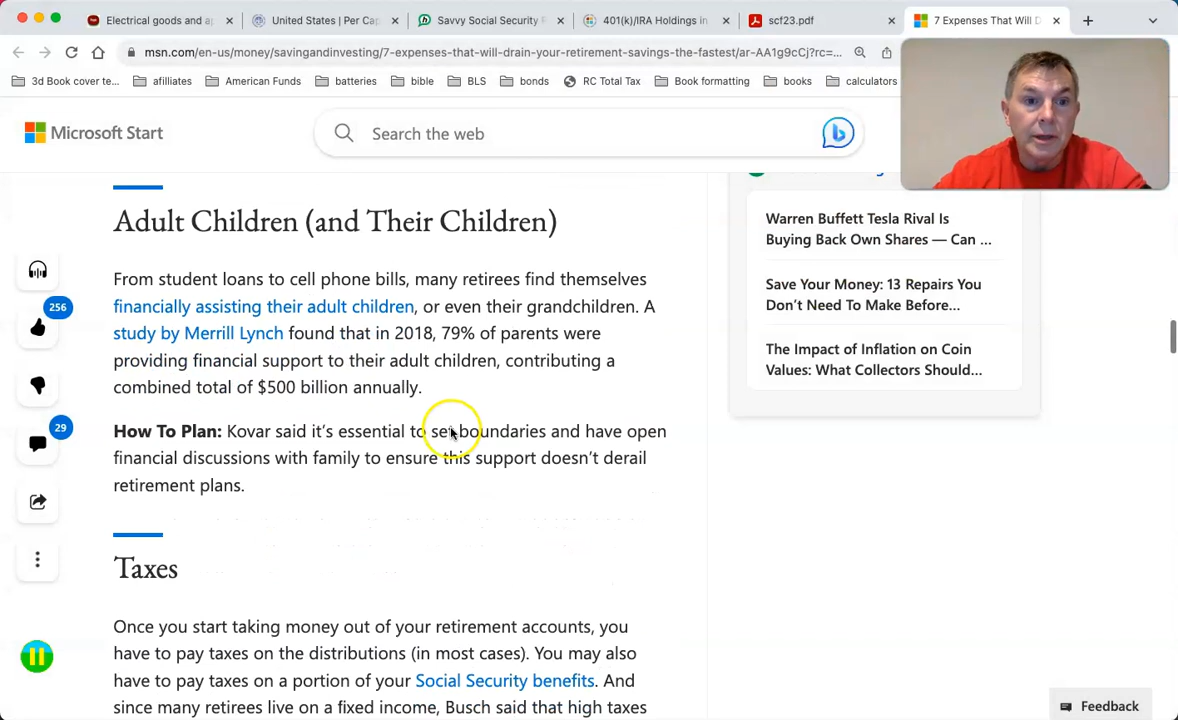 Electrical goods and ap
United States | Per Cap
Savvy Social Security R
401(k)/IRA Holdings in
scf23.pdf
7 Expenses That Will D
msn.com/en-us/money/savingandinvesting/7-expenses-that-will-drain-your-retirement-savings-the-fastest/ar-AA1g9cCj?rc=...
3d Book cover te...
afiliates
American Funds
batteries
bible
BLS
bonds
RC Total Tax
Book formatting
books
calculators
Microsoft Start
Search the web
Adult Children (and Their Children)
From student loans to cell phone bills, many retirees find themselves
financially assisting their adult children, or even their grandchildren. A
study by Merrill Lynch found that in 2018, 79% of parents were
providing financial support to their adult children, contributing a
combined total of $500 billion annually.
How To Plan: Kovar said it's essential to set boundaries and have open
financial discussions with family to ensure this support doesn't derail
retirement plans.
Taxes
Once you start taking money out of your retirement accounts, you
have to pay taxes on the distributions (in most cases). You may also
have to pay taxes on a portion of your Social Security benefits. And
since many retirees live on a fixed income, Busch said that high taxes
256
29
Warren Buffett Tesla Rival Is
Buying Back Own Shares — Can ...
Save Your Money: 13 Repairs You
Don't Need To Make Before...
The Impact of Inflation on Coin
Values: What Collectors Should...
Feedback